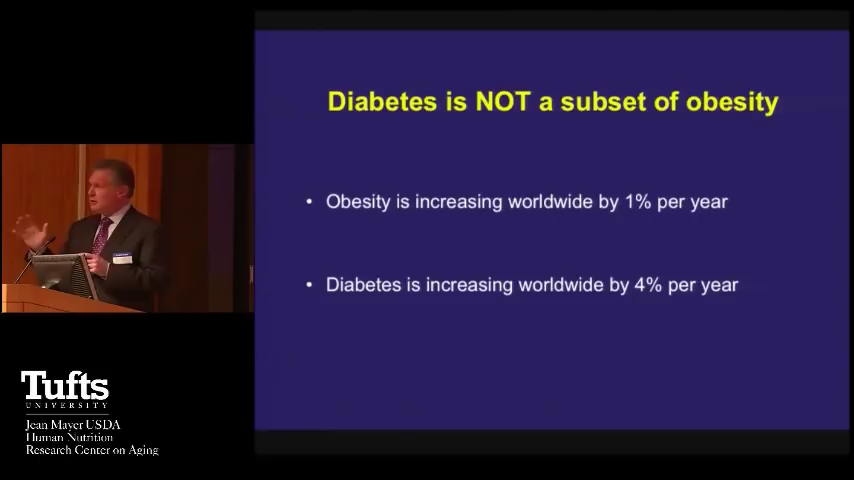 Diabetes is NOT a subset of obesity
• Obesity is increasing worldwide by 1% per year
• Diabetes is increasing worldwide by 4% per year
Tufts
UNIVERSITY
Jean Mayer USDA
Human Nutrition
Research Center on Aging